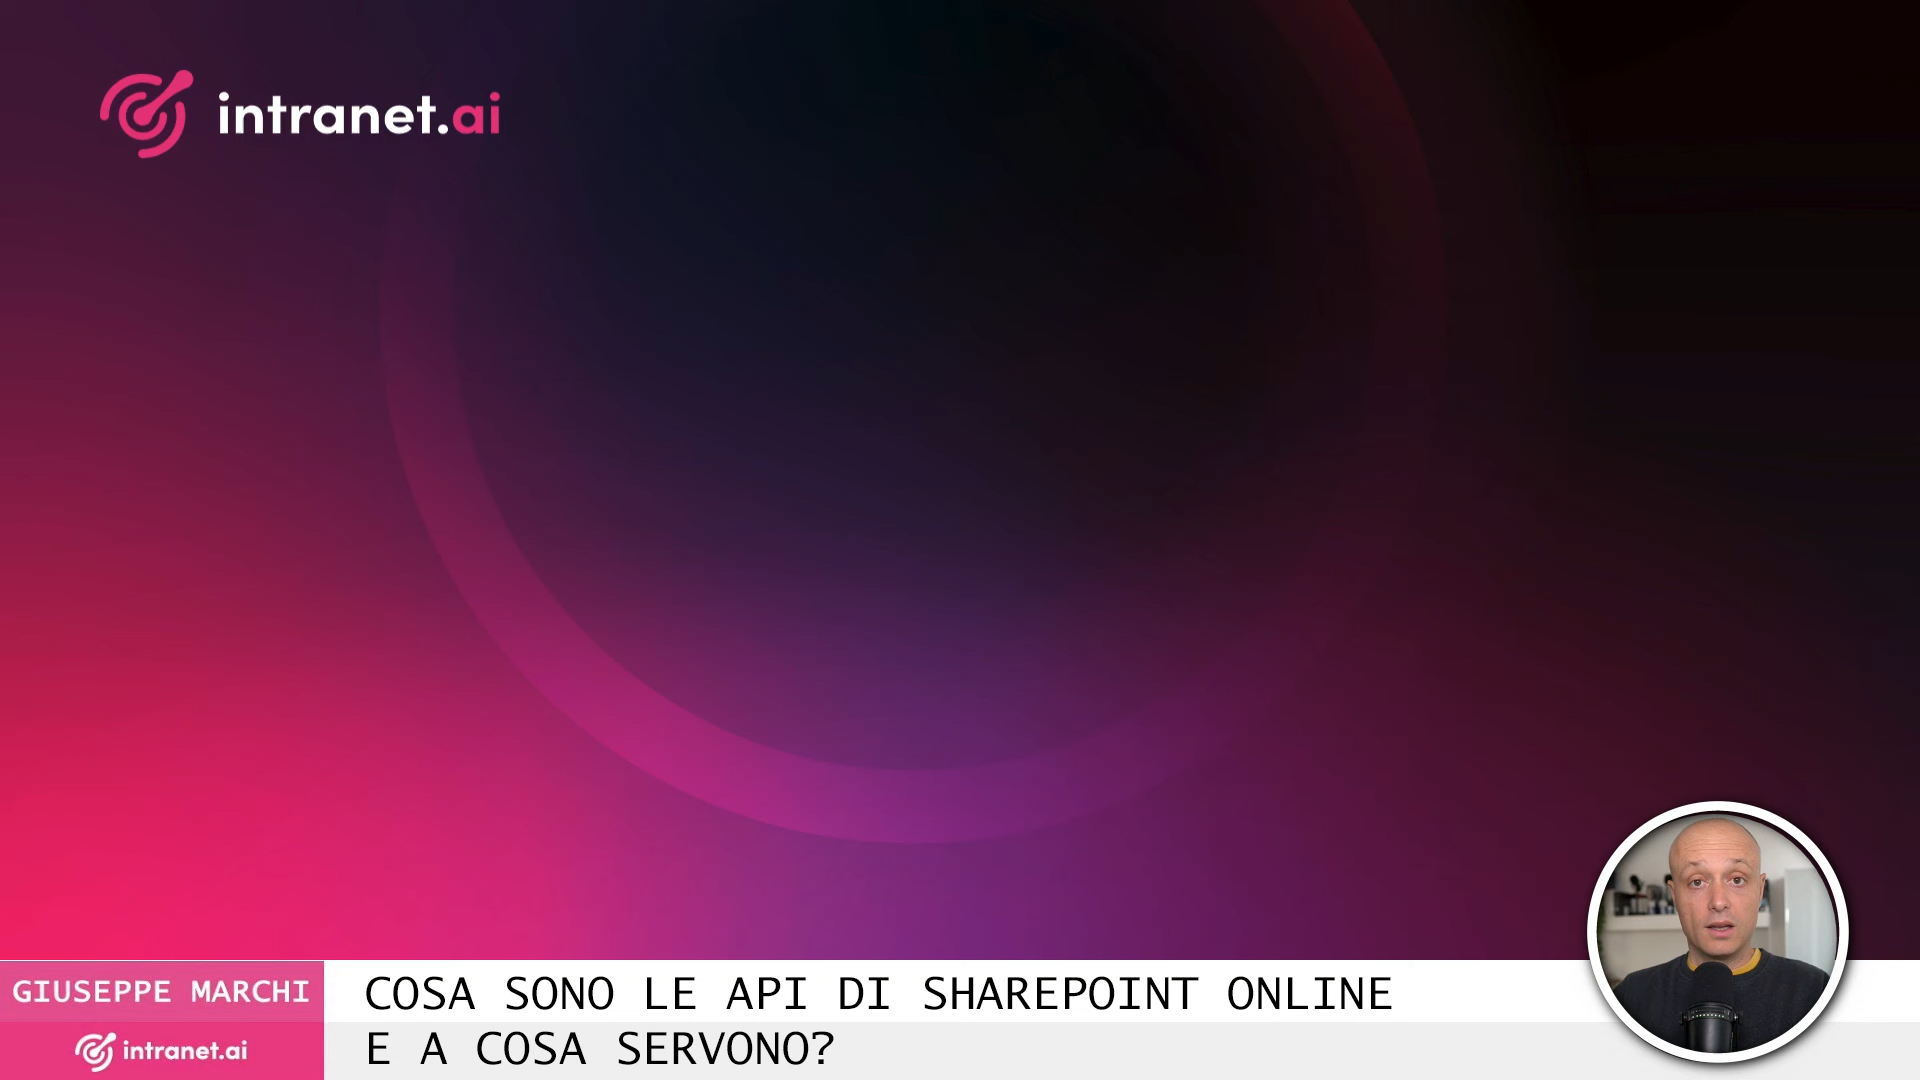 intranet.ai
GIUSEPPE MARCHI
intranet.ai
COSA SONO LE API DI SHAREPOINT ONLINE
E A COSA SERVONO?